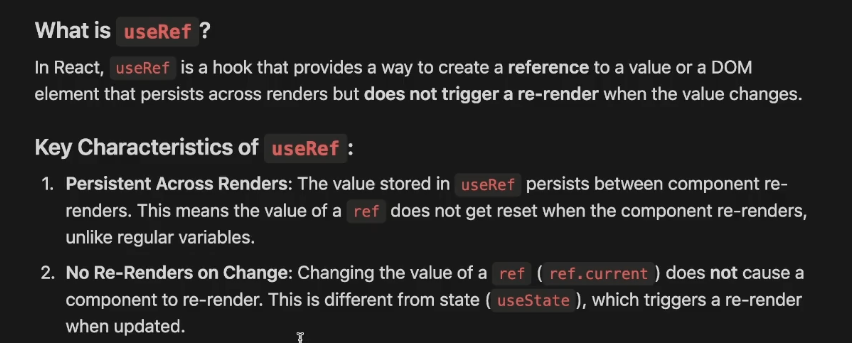 What is useRef?
In React, useRef is a hook that provides a way to create a reference to a value or a DOM
element that persists across renders but does not trigger a re-render when the value changes.
Key Characteristics of useRef:
1. Persistent Across Renders: The value stored in useRef persists between component re-
renders. This means the value of a ref does not get reset when the component re-renders,
unlike regular variables.
2. No Re-Renders on Change: Changing the value of a ref (ref.current) does not cause a
component to re-render. This is different from state (useState), which triggers a re-render
when updated.